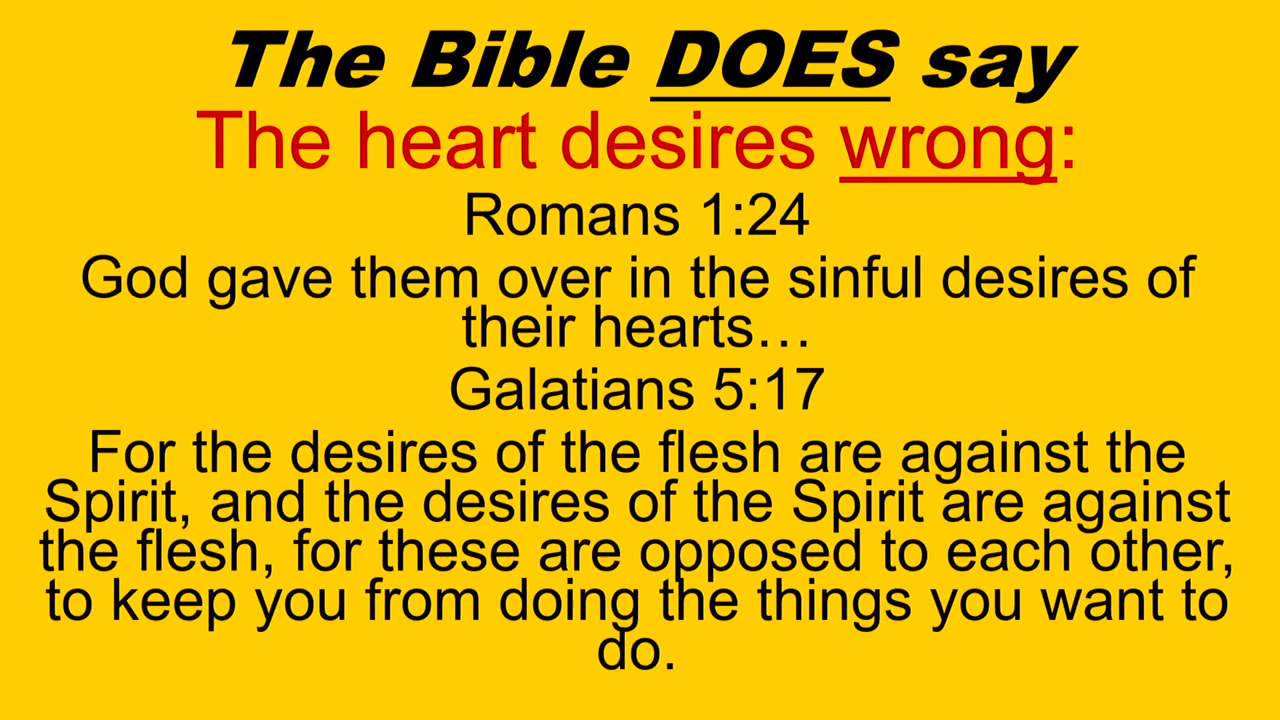 The Bible DOES say
The heart desires wrong:
Romans 1:24
God gave them over in the sinful desires of
their hearts…
Galatians 5:17
For the desires of the flesh are against the
Spirit, and the desires of the Spirit are against
the flesh, for these are opposed to each other,
to keep you from doing the things you want to
do.